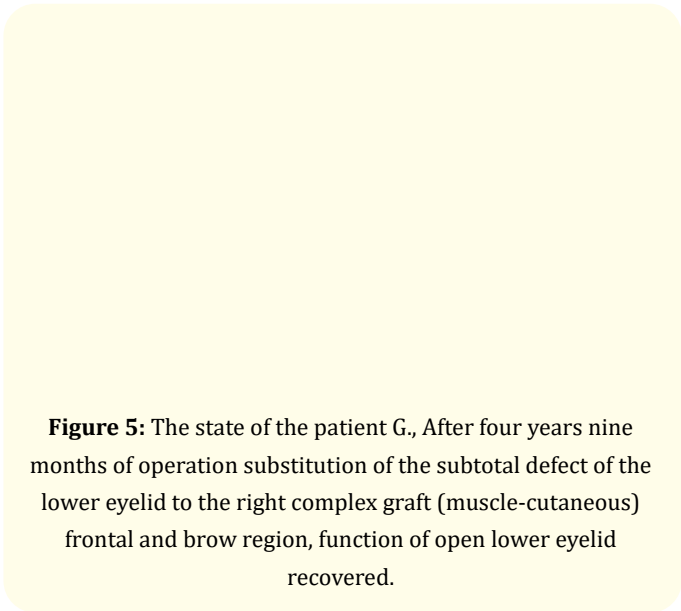 Figure 5: The state of the patient G., After four years nine
months of operation substitution of the subtotal defect of the
lower eyelid to the right complex graft (muscle-cutaneous)
frontal and brow region, function of open lower eyelid
recovered.